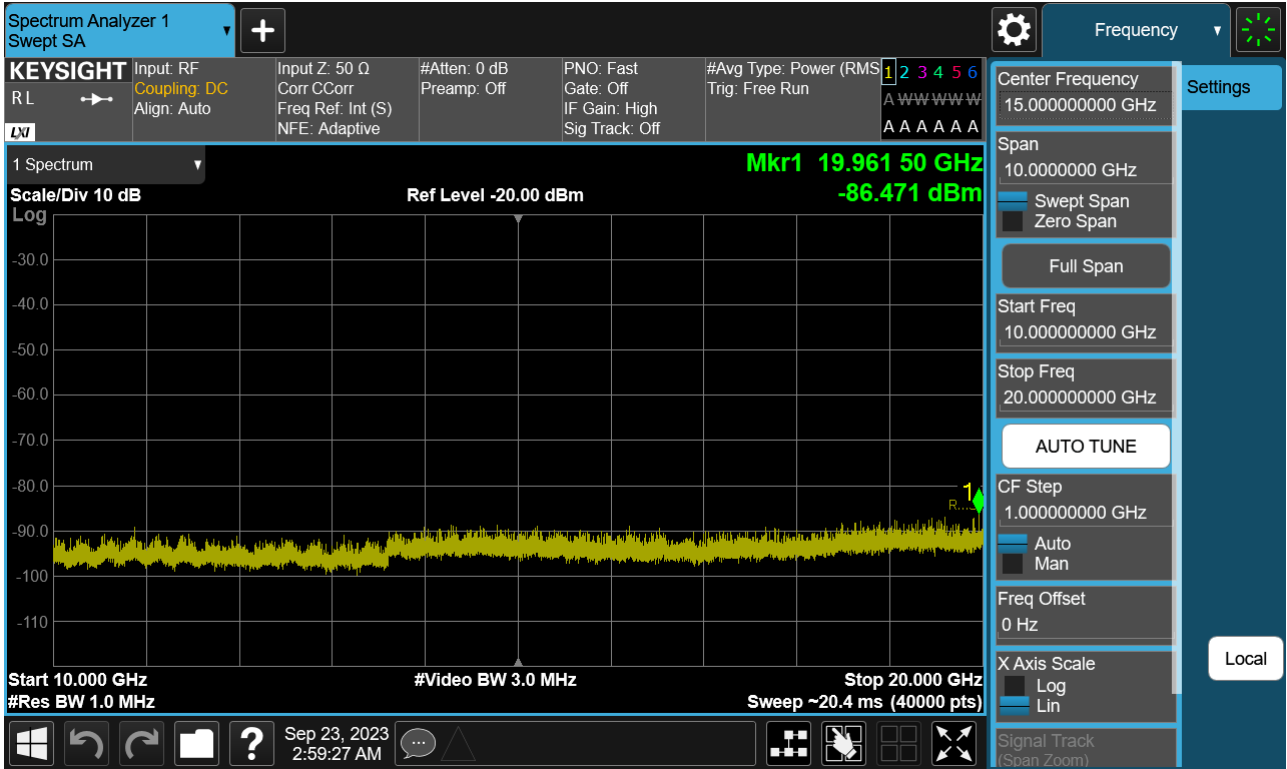 Spectrum Analyzer 1
Swept SA
Frequency
KEYSIGHT
R L
LXI
Input: RF
Coupling: DC
Align: Auto
Input Z: 50 Ω
Corr CCorr
Freq Ref: Int (S)
NFE: Adaptive
#Atten: 0 dB
Preamp: Off
PNO: Fast
Gate: Off
IF Gain: High
Sig Track: Off
#Avg Type: Power (RMS
Trig: Free Run
1 2 3 4 5 6
A W W W W W
A A A A A A
1 Spectrum
Mkr1 19.961 50 GHz
-86.471 dBm
Scale/Div 10 dB
Ref Level -20.00 dBm
Log
-30.0
-40.0
-50.0
-60.0
-70.0
-80.0
-90.0
-100
-110
1
R...
Start 10.000 GHz
#Video BW 3.0 MHz
Stop 20.000 GHz
#Res BW 1.0 MHz
Sweep ~20.4 ms (40000 pts)
Center Frequency
15.000000000 GHz
Settings
Span
10.0000000 GHz
Swept Span
Zero Span
Full Span
Start Freq
10.000000000 GHz
Stop Freq
20.000000000 GHz
AUTO TUNE
CF Step
1.000000000 GHz
Auto
Man
Freq Offset
0 Hz
X Axis Scale
Log
Lin
Signal Track
(Span Zoom)
Local
?
Sep 23, 2023
2:59:27 AM